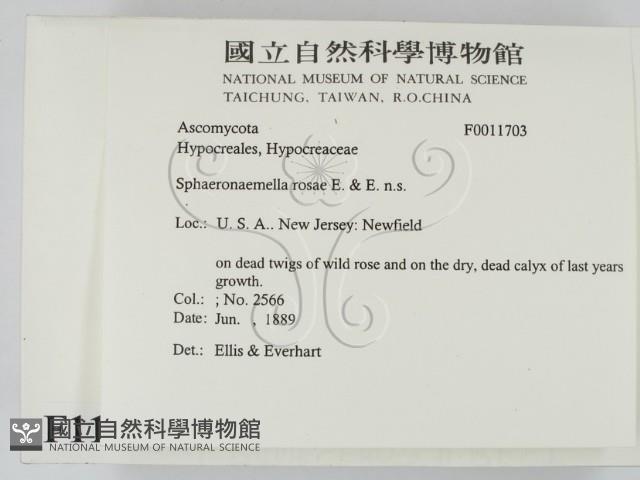 國立自然科學博物館
NATIONAL MUSEUM OF NATURAL SCIENCE
TAICHUNG, TAIWAN, R.O.CHINA
Ascomycota F0011703
Hypocreales, Hypocreaceae
Sphaeronaemella rosae E. & E. n.s.
Loc.: U. S. A.. New Jersey: Newfield
on dead twigs of wild rose and on the dry, dead calyx of last years
growth.
Col.: ; No. 2566
Date: Jun. , 1889
Det.: Ellis & Everhart
F11
國立自然科學博物館
NATIONAL MUSEUM OF NATURAL SCIENCE